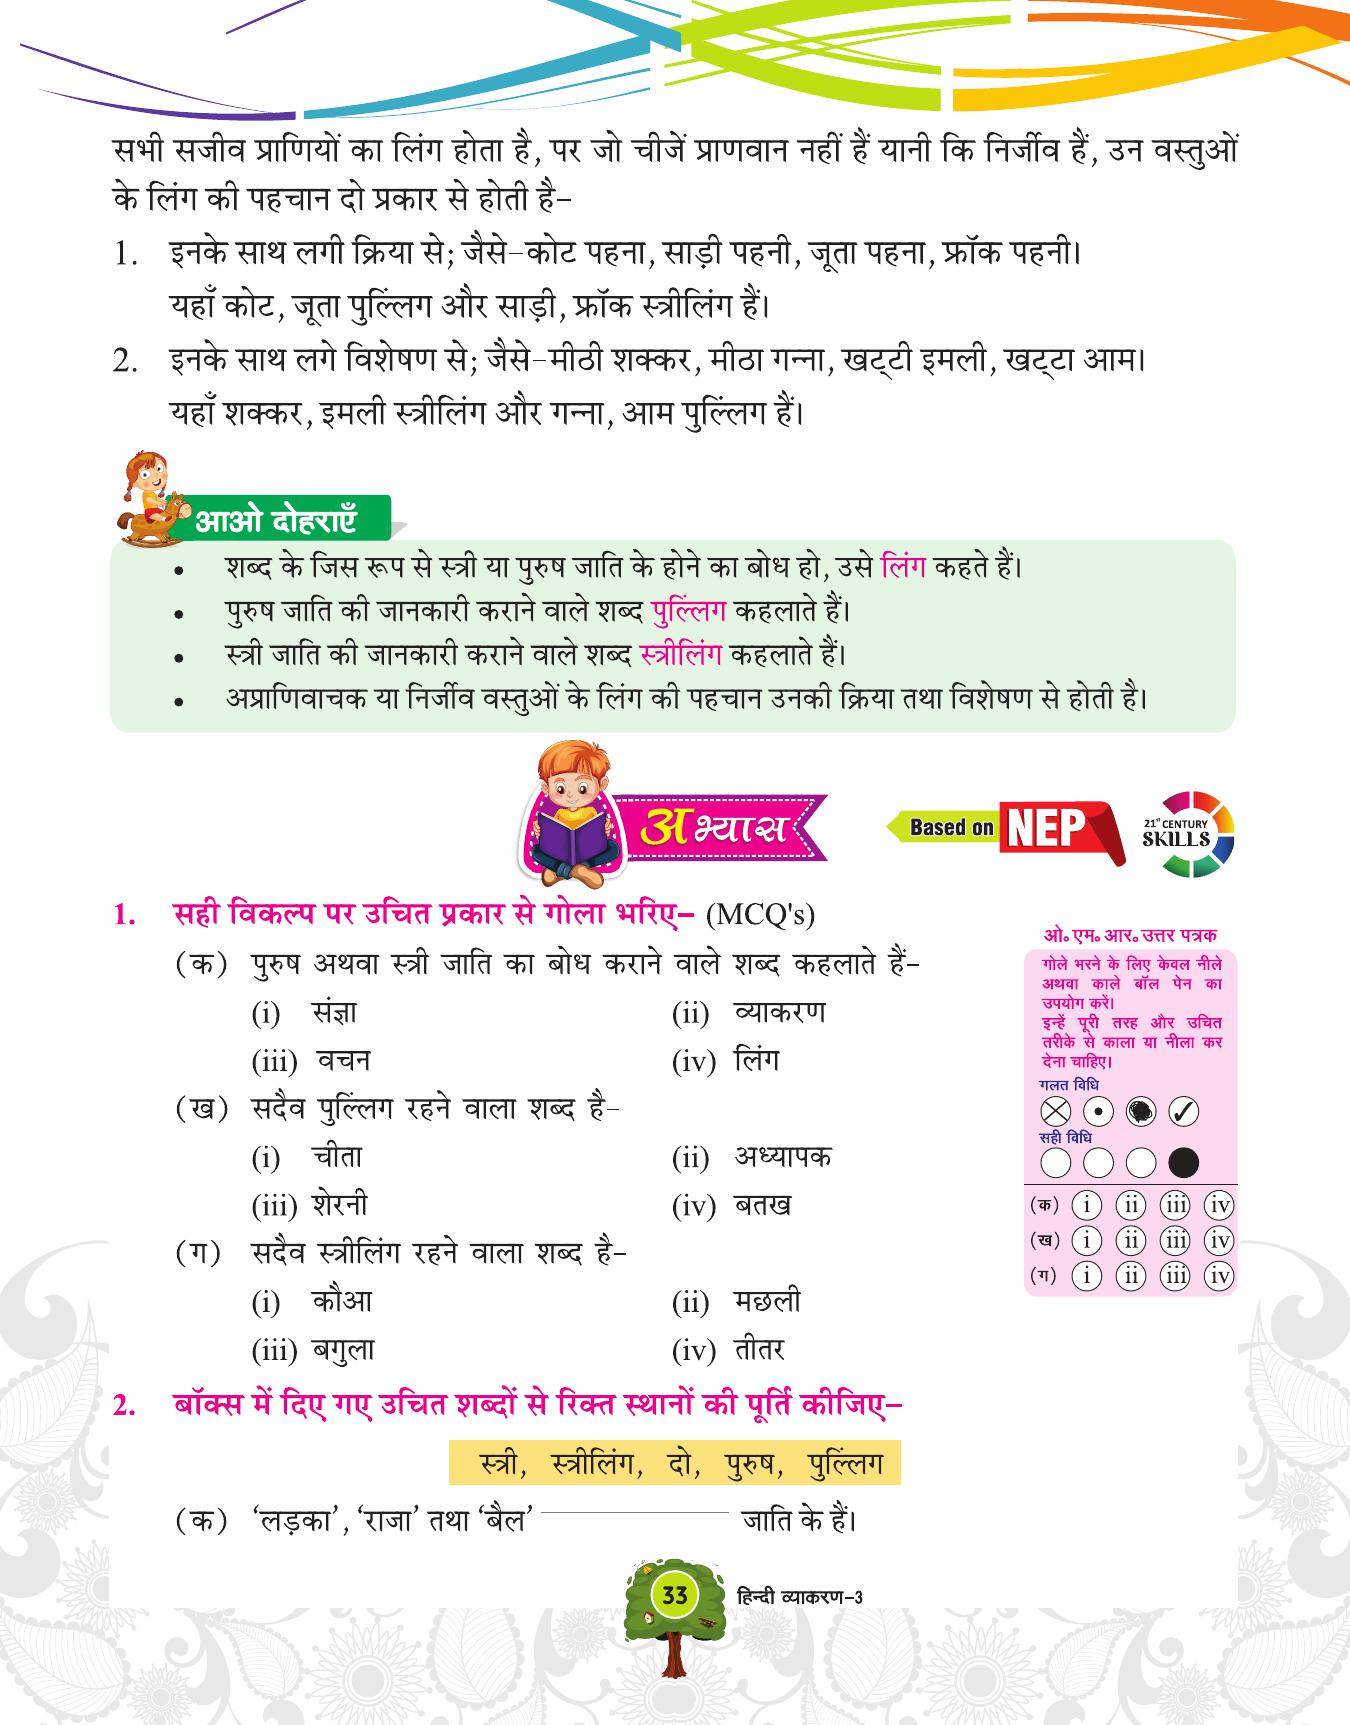 सभी सजीव प्राणियों का लिंग होता है, पर जो चीजें प्राणवान नहीं हैं यानी कि निर्जीव हैं, उन वस्तुओं
के लिंग की पहचान दो प्रकार से होती है–
1. इनके साथ लगी क्रिया से; जैसे–कोट पहना, साड़ी पहनी, जूता पहना, फ्रॉक पहनी।
यहाँ कोट, जूता पुल्लिंग और साड़ी, फ्रॉक स्त्रीलिंग हैं।
2. इनके साथ लगे विशेषण से; जैसे–मीठी शक्कर, मीठा गन्ना, खट्टी इमली, खट्टा आम।
यहाँ शक्कर, इमली स्त्रीलिंग और गन्ना, आम पुल्लिंग हैं।
आओ दोहराएँ
• शब्द के जिस रूप से स्त्री या पुरुष जाति के होने का बोध हो, उसे लिंग कहते हैं।
• पुरुष जाति की जानकारी कराने वाले शब्द पुल्लिंग कहलाते हैं।
• स्त्री जाति की जानकारी कराने वाले शब्द स्त्रीलिंग कहलाते हैं।
• अप्राणिवाचक या निर्जीव वस्तुओं के लिंग की पहचान उनकी क्रिया तथा विशेषण से होती है।
अभ्यास
Based on NEP
21st CENTURY
SKILLS
1. सही विकल्प पर उचित प्रकार से गोला भरिए– (MCQ's)
(क) पुरुष अथवा स्त्री जाति का बोध कराने वाले शब्द कहलाते हैं–
(i) संज्ञा (ii) व्याकरण
(iii) वचन (iv) लिंग
(ख) सदैव पुल्लिंग रहने वाला शब्द है–
(i) चीता (ii) अध्यापक
(iii) शेरनी (iv) बतख
(ग) सदैव स्त्रीलिंग रहने वाला शब्द है–
(i) कौआ (ii) मछली
(iii) बगुला (iv) तीतर
ओ॰ एम॰ आर॰ उत्तर पत्रक
गोले भरने के लिए केवल नीले
अथवा काले बॉल पेन का
उपयोग करें।
इन्हें पूरी तरह और उचित
तरीके से काला या नीला कर
देना चाहिए।
गलत विधि
सही विधि
(क) i ii iii iv
(ख) i ii iii iv
(ग) i ii iii iv
2. बॉक्स में दिए गए उचित शब्दों से रिक्त स्थानों की पूर्ति कीजिए–
स्त्री, स्त्रीलिंग, दो, पुरुष, पुल्लिंग
(क) ‘लड़का’, ‘राजा’ तथा ‘बैल’ ____________ जाति के हैं।
33 हिन्दी व्याकरण-3